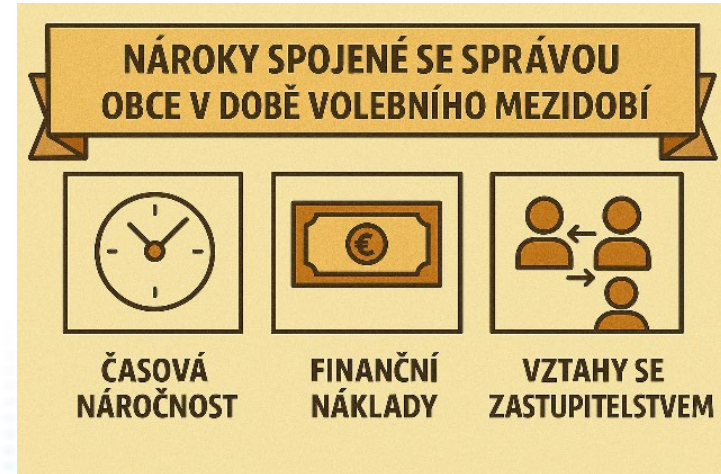 NÁROKY SPOJENÉ SE SPRÁVOU
OBCE V DOBĚ VOLEBNÍHO MEZIDOBÍ
€
ČASOVÁ
NÁROČNOST
FINANČNÍ
NÁKLADY
VZTAHY SE
ZASTUPITELSTVEM